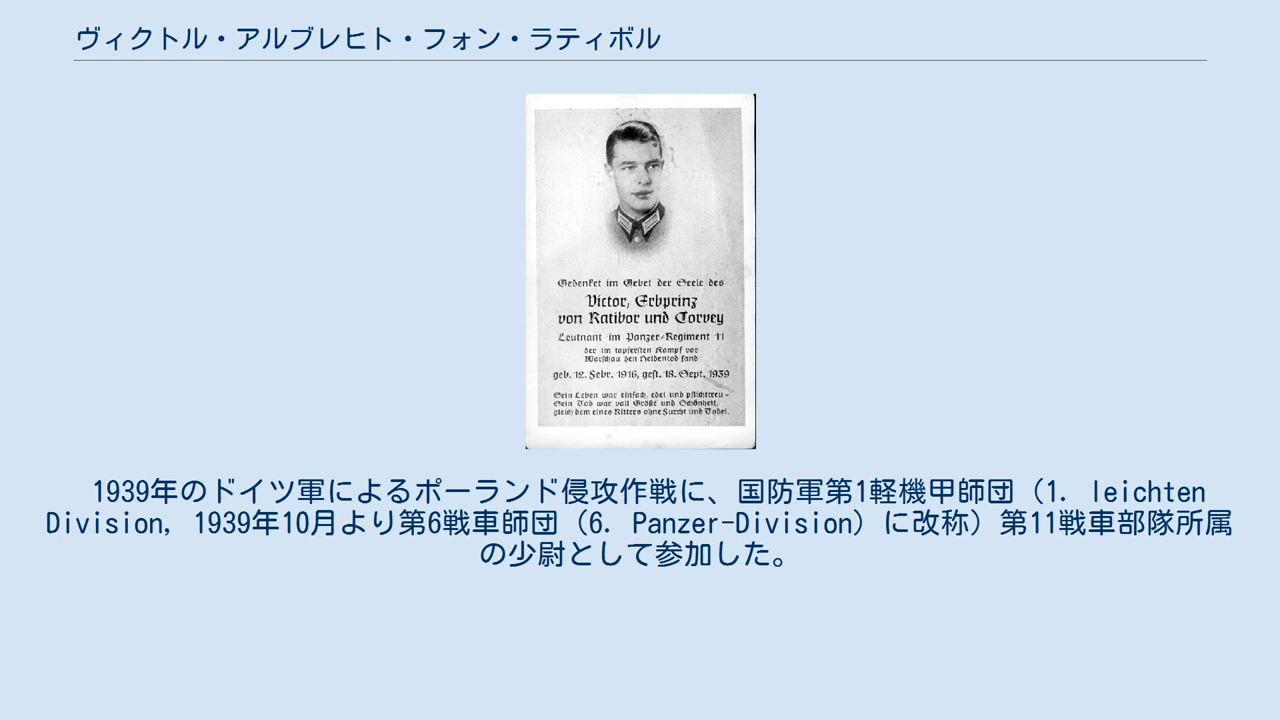 ヴィクトル・アルブレヒト・フォン・ラティボル
Gedenket im Gebet der Seele des
Victor, Erbprinz
von Ratibor und Corvey
Leutnant im Panzer-Regiment 11
der im tapfersten Kampf vor
Warschau den Heldentod fand
geb. 12. Febr. 1916, gest. 18. Sept. 1939
Sein Leben war einfach, edel und pflichttreu -
Sein Tod war voll Größe und Schönheit,
gleich dem eines Ritters ohne Furcht und Tadel.
1939年のドイツ軍によるポーランド侵攻作戦に、国防軍第1軽機甲師団（1. leichten
Division, 1939年10月より第6戦車師団（6. Panzer-Division）に改称）第11戦車部隊所属
の少尉として参加した。